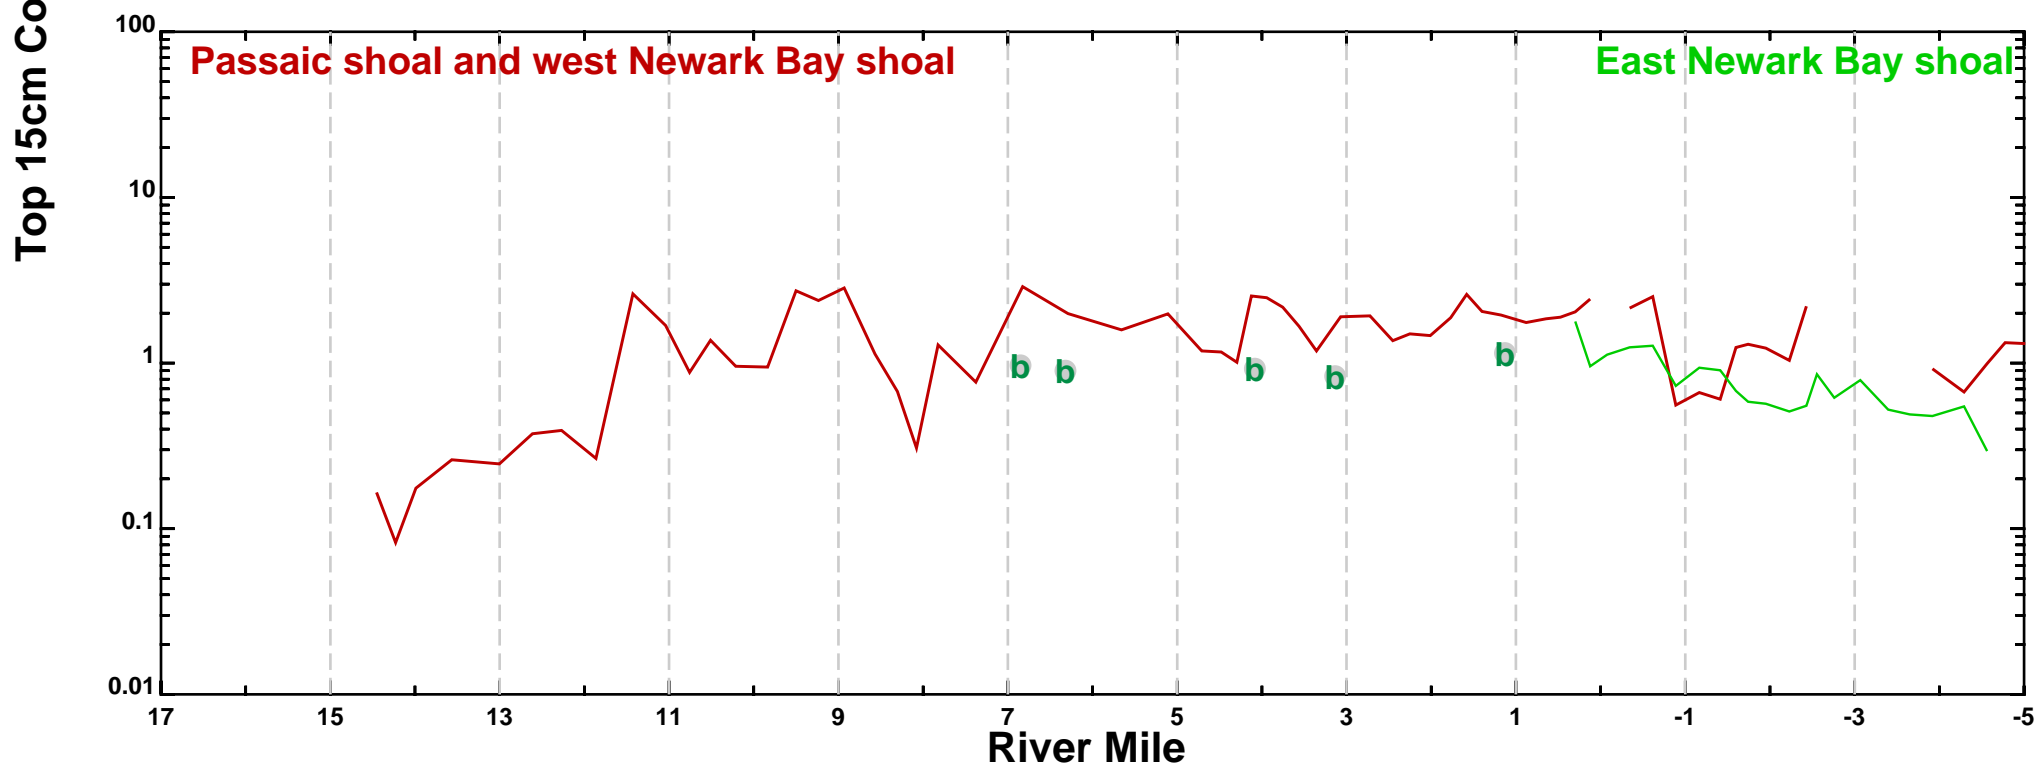 Top 15cm Co
100
10
1
0.1
0.01
Passaic shoal and west Newark Bay shoal
East Newark Bay shoal
b b b b b
17 15 13 11 9 7 5 3 1 -1 -3 -5
River Mile